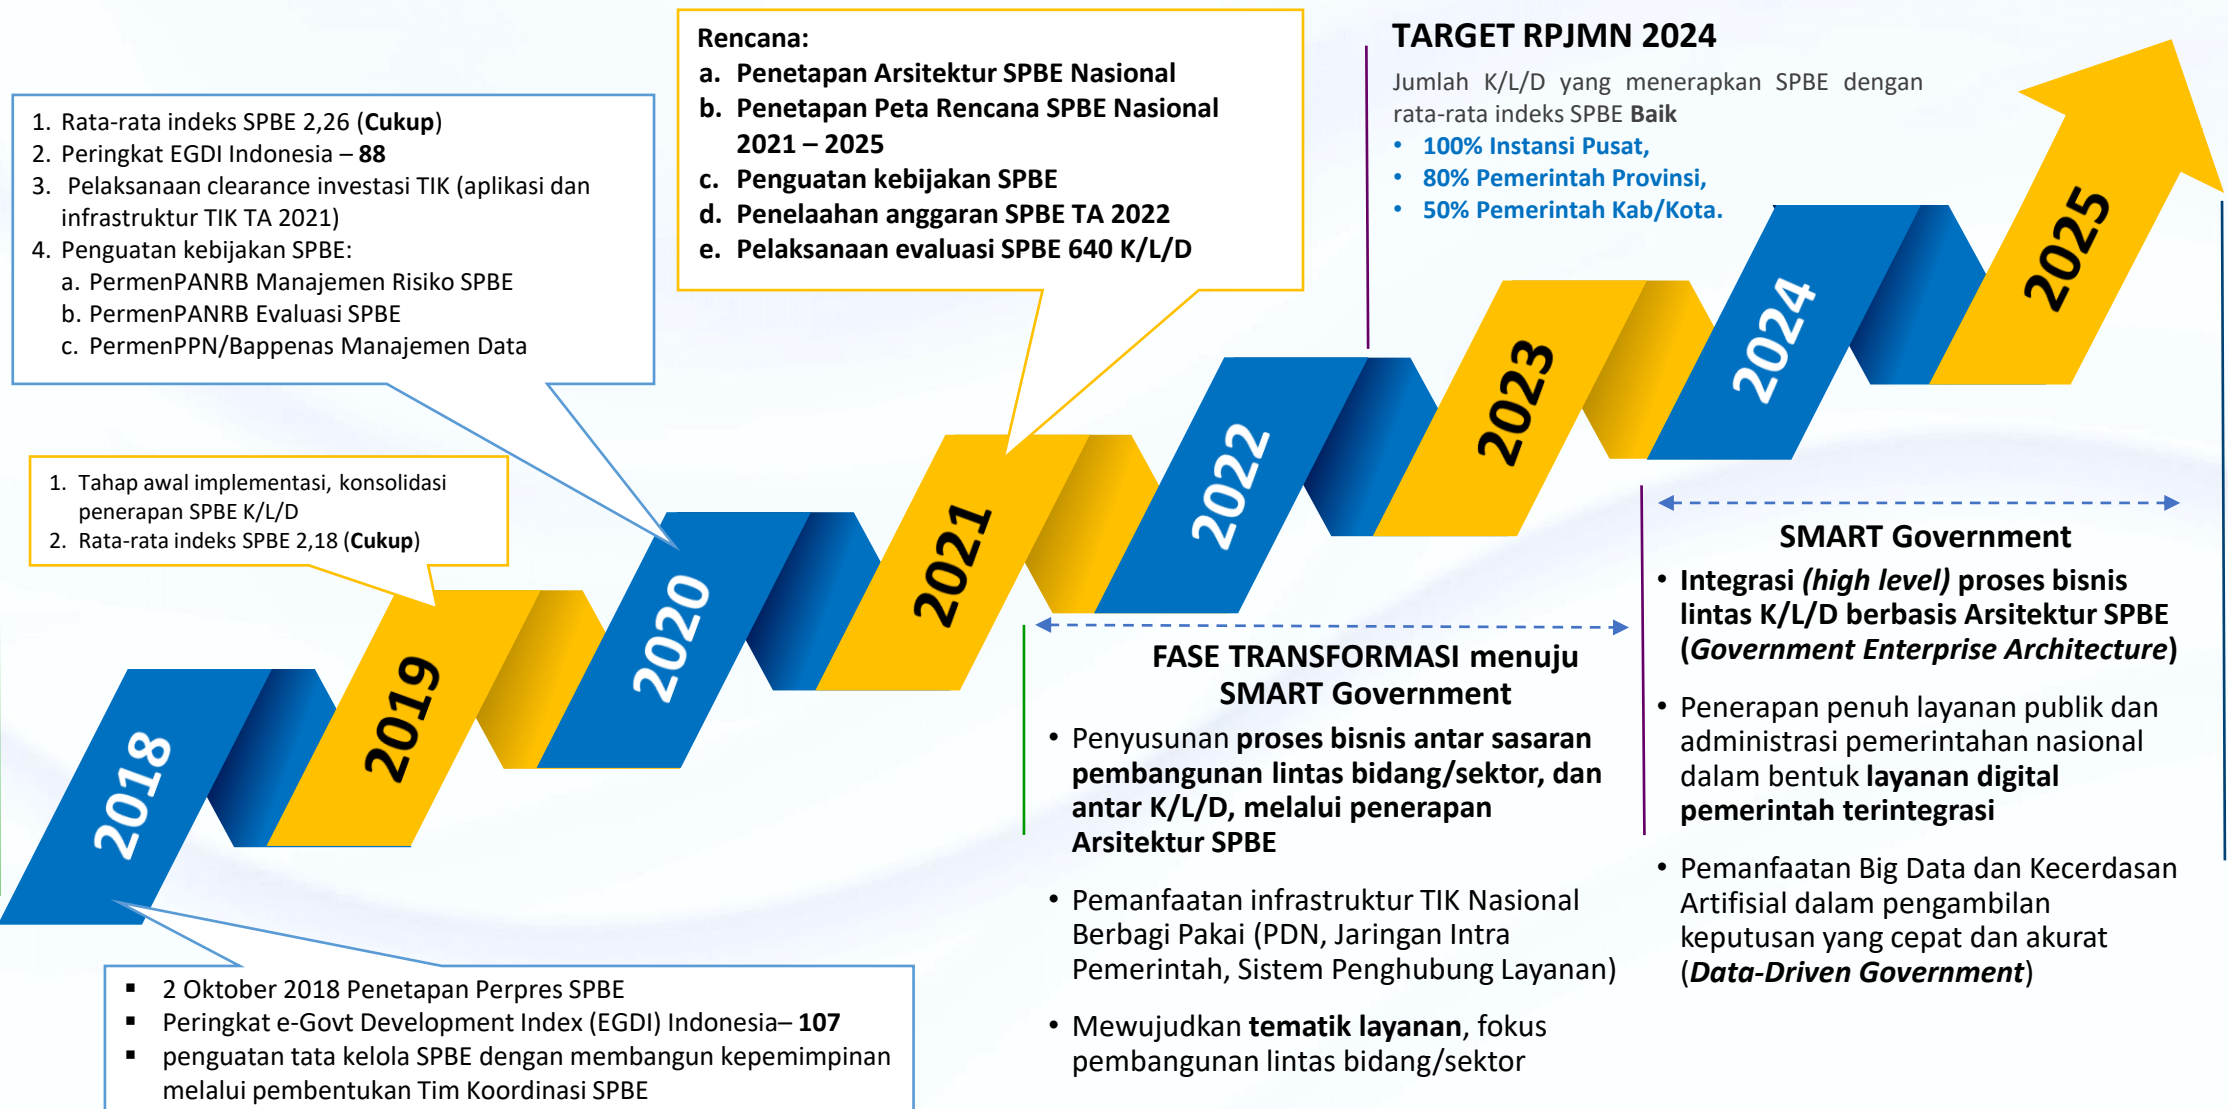 Rencana:
a. Penetapan Arsitektur SPBE Nasional
b. Penetapan Peta Rencana SPBE Nasional
2021 – 2025
c. Penguatan kebijakan SPBE
d. Penelaahan anggaran SPBE TA 2022
e. Pelaksanaan evaluasi SPBE 640 K/L/D
TARGET RPJMN 2024
Jumlah K/L/D yang menerapkan SPBE dengan
rata-rata indeks SPBE Baik
• 100% Instansi Pusat,
• 80% Pemerintah Provinsi,
• 50% Pemerintah Kab/Kota.
1. Rata-rata indeks SPBE 2,26 (Cukup)
2. Peringkat EGDI Indonesia – 88
3. Pelaksanaan clearance investasi TIK (aplikasi dan
infrastruktur TIK TA 2021)
4. Penguatan kebijakan SPBE:
a. PermenPANRB Manajemen Risiko SPBE
b. PermenPANRB Evaluasi SPBE
c. PermenPPN/Bappenas Manajemen Data
1. Tahap awal implementasi, konsolidasi
penerapan SPBE K/L/D
2. Rata-rata indeks SPBE 2,18 (Cukup)
2018
2019
2020
2021
2022
2023
2024
2025
▪ 2 Oktober 2018 Penetapan Perpres SPBE
▪ Peringkat e-Govt Development Index (EGDI) Indonesia– 107
▪ penguatan tata kelola SPBE dengan membangun kepemimpinan
melalui pembentukan Tim Koordinasi SPBE
FASE TRANSFORMASI menuju
SMART Government
• Penyusunan proses bisnis antar sasaran
pembangunan lintas bidang/sektor, dan
antar K/L/D, melalui penerapan
Arsitektur SPBE
• Pemanfaatan infrastruktur TIK Nasional
Berbagi Pakai (PDN, Jaringan Intra
Pemerintah, Sistem Penghubung Layanan)
• Mewujudkan tematik layanan, fokus
pembangunan lintas bidang/sektor
SMART Government
• Integrasi (high level) proses bisnis
lintas K/L/D berbasis Arsitektur SPBE
(Government Enterprise Architecture)
• Penerapan penuh layanan publik dan
administrasi pemerintahan nasional
dalam bentuk layanan digital
pemerintah terintegrasi
• Pemanfaatan Big Data dan Kecerdasan
Artifisial dalam pengambilan
keputusan yang cepat dan akurat
(Data-Driven Government)